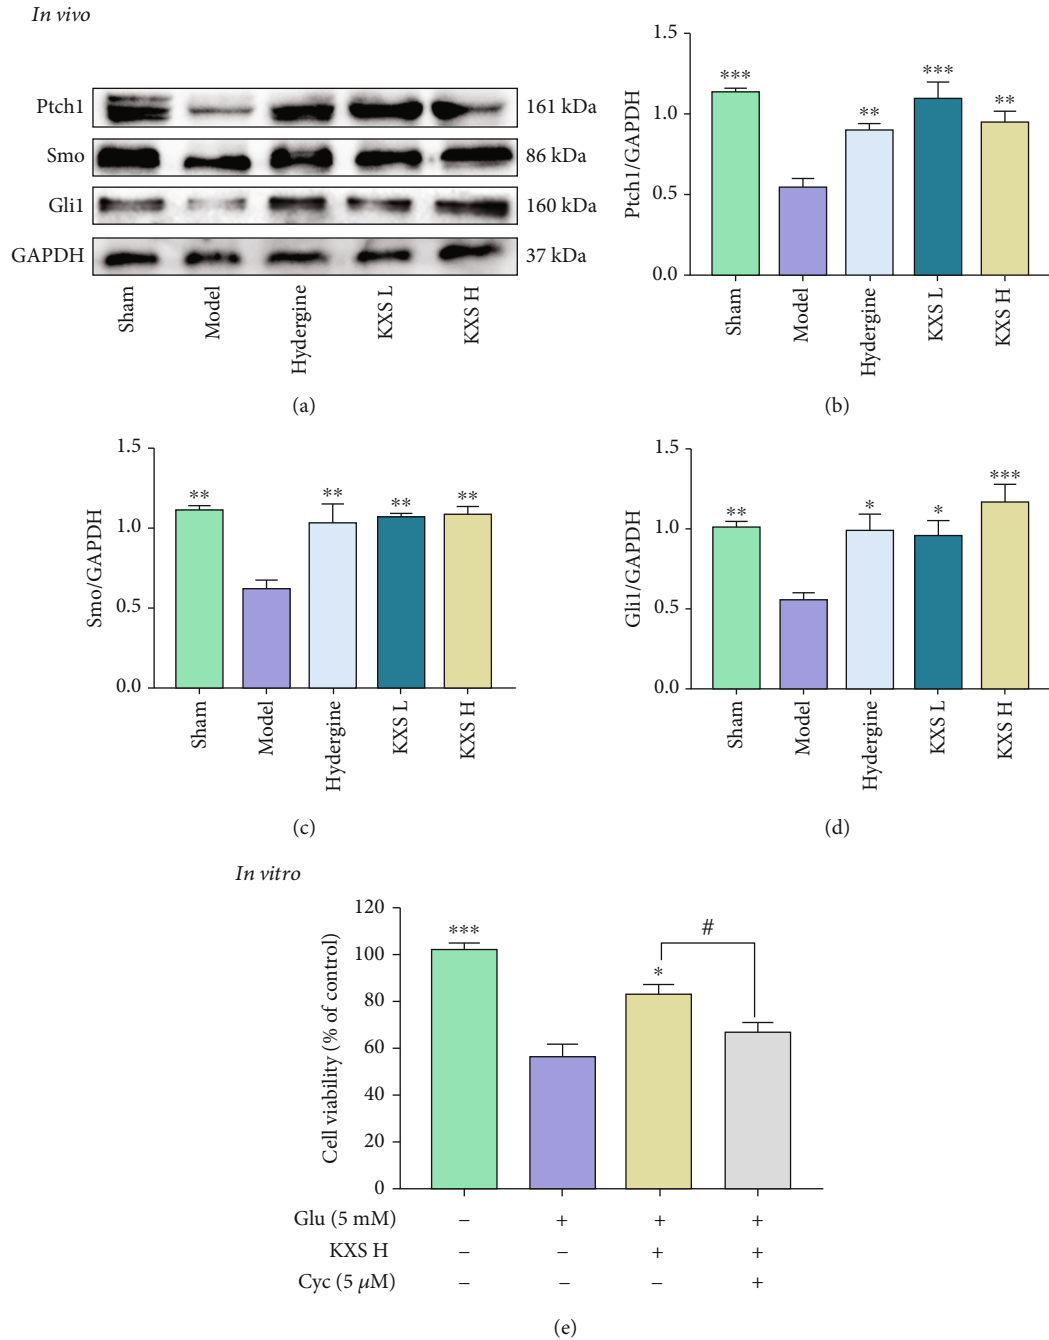 In vivo
Ptch1
161 kDa
Smo
86 kDa
Gli1
160 kDa
GAPDH
37 kDa
Sham
Model
Hydergine
KXS L
KXS H
(a)
Ptch1/GAPDH
1.5
1.0
0.5
0.0
***
**
***
**
Sham
Model
Hydergine
KXS L
KXS H
(b)
Smo/GAPDH
1.5
1.0
0.5
0.0
**
**
**
**
Sham
Model
Hydergine
KXS L
KXS H
(c)
Gli1/GAPDH
1.5
1.0
0.5
0.0
**
*
*
***
Sham
Model
Hydergine
KXS L
KXS H
(d)
In vitro
Cell viability (% of control)
120
100
80
60
40
20
0
***
*
#
Glu (5 mM) – + + +
KXS H – – + +
Cyc (5 μM) – – – +
(e)